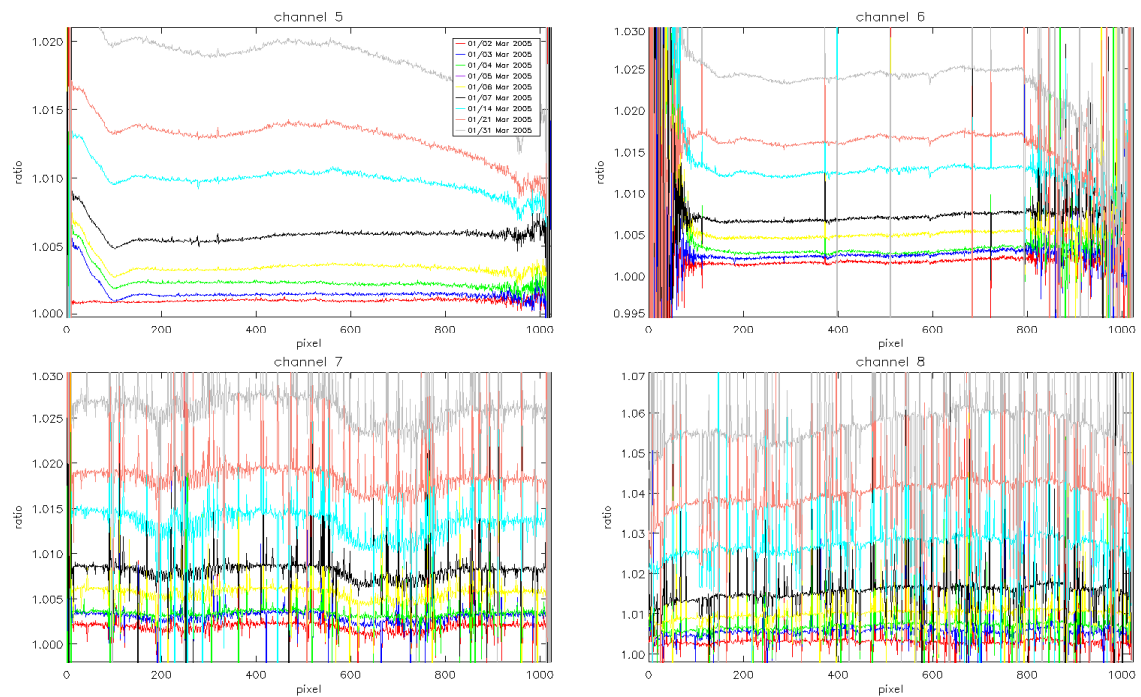 channel 5
1.020
1.015
1.010
1.005
1.000
ratio
0
200
400
600
800
1000
pixel
01/02 Mar 2005
01/03 Mar 2005
01/04 Mar 2005
01/05 Mar 2005
01/06 Mar 2005
01/07 Mar 2005
01/14 Mar 2005
01/21 Mar 2005
01/31 Mar 2005
channel 6
1.030
1.025
1.020
1.015
1.010
1.005
1.000
0.995
ratio
0
200
400
600
800
1000
pixel
channel 7
1.030
1.025
1.020
1.015
1.010
1.005
1.000
ratio
0
200
400
600
800
1000
pixel
channel 8
1.07
1.06
1.05
1.04
1.03
1.02
1.01
1.00
ratio
0
200
400
600
800
1000
pixel